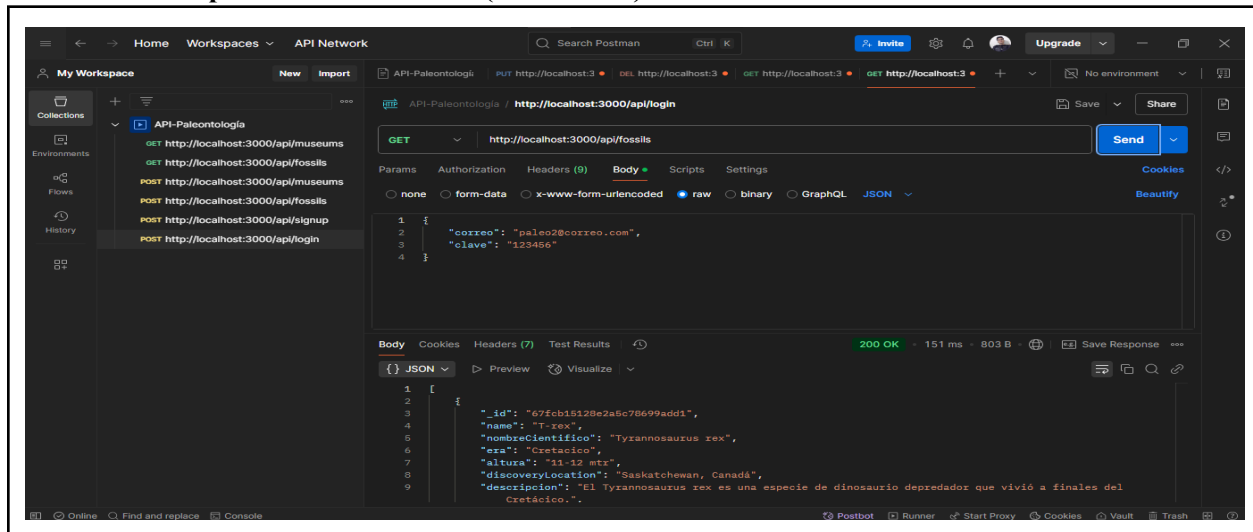 Home Workspaces API Network Search Postman Ctrl K Invite Upgrade
My Workspace New Import API-Paleontologí PUT http://localhost:3 DEL http://localhost:3 GET http://localhost:3 GET http://localhost:3 No environment
Collections
Environments
Flows
History
API-Paleontología
GET http://localhost:3000/api/museums
GET http://localhost:3000/api/fossils
POST http://localhost:3000/api/museums
POST http://localhost:3000/api/fossils
POST http://localhost:3000/api/signup
POST http://localhost:3000/api/login
HTTP API-Paleontología / http://localhost:3000/api/login Save Share
GET http://localhost:3000/api/fossils Send
Params Authorization Headers (9) Body Scripts Settings Cookies
none form-data x-www-form-urlencoded raw binary GraphQL JSON Beautify
1 {
2 "correo": "paleo2@correo.com",
3 "clave": "123456"
4 }
Body Cookies Headers (7) Test Results 200 OK 151 ms 803 B Save Response
{} JSON Preview Visualize
1 [
2 {
3 "_id": "67fcb15128e2a5c78699add1",
4 "name": "T-rex",
5 "nombreCientifico": "Tyrannosaurus rex",
6 "era": "Cretacico",
7 "altura": "11-12 mtr",
8 "discoveryLocation": "Saskatchewan, Canadá",
9 "descripcion": "El Tyrannosaurus rex es una especie de dinosaurio depredador que vivió a finales del
Cretácico.",
Online Find and replace Console Postbot Runner Start Proxy Cookies Vault Trash